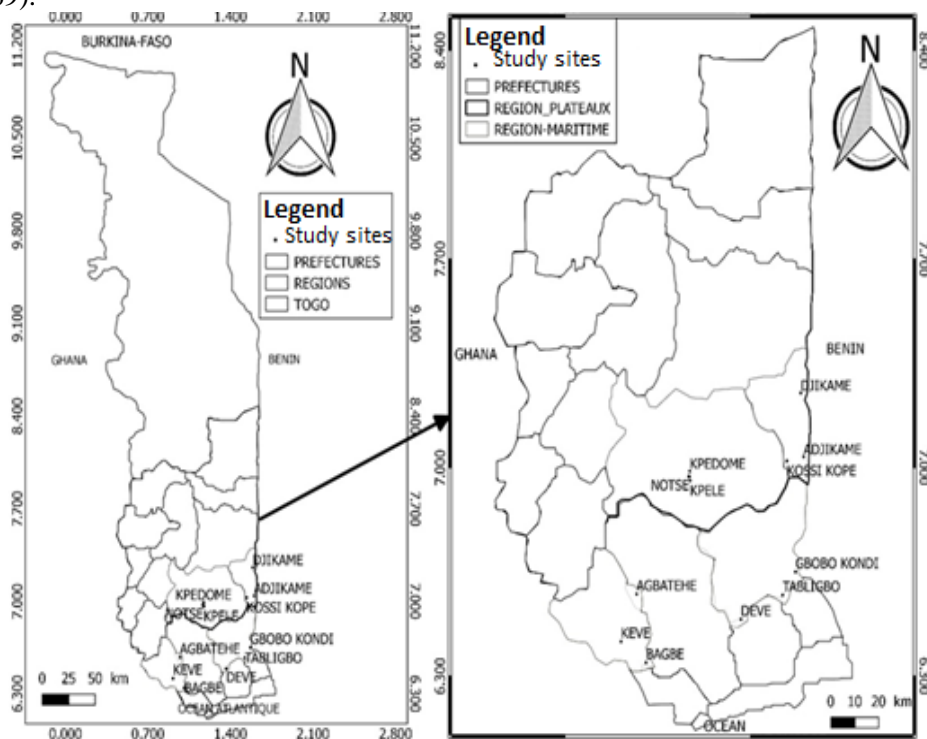 39).
0.000 0.700 1.400 2.100 2.800
BURKINA-FASO
N
Legend
Study sites
PREFECTURES
REGIONS
TOGO
GHANA
BENIN
DJIKAME
ADJIKAME
KPEDOME
KOSSI KOPE
NOTSE
KPELE
GBOBO KONDI
AGBATEHE
TABLIGBO
KEVE
DEVE
BAGBE
OCEAN ATLANTIQUE
0 25 50 km
0.000 0.700 1.400 2.100 2.800
11.200
10.500
9.800
9.100
8.400
7.700
7.000
6.300
11.200
10.500
9.800
9.100
8.400
7.700
7.000
6.300
Legend
Study sites
PREFECTURES
REGION_PLATEAUX
REGION-MARITIME
N
GHANA
BENIN
DJIKAME
ADJIKAME
KPEDOME
KOSSI KOPE
NOTSE
KPELE
GBOBO KONDI
AGBATEHE
TABLIGBO
DEVE
KEVE
BAGBE
OCEAN
0 10 20 km
8.400
7.700
7.000
6.300
8.400
7.700
7.000
6.300